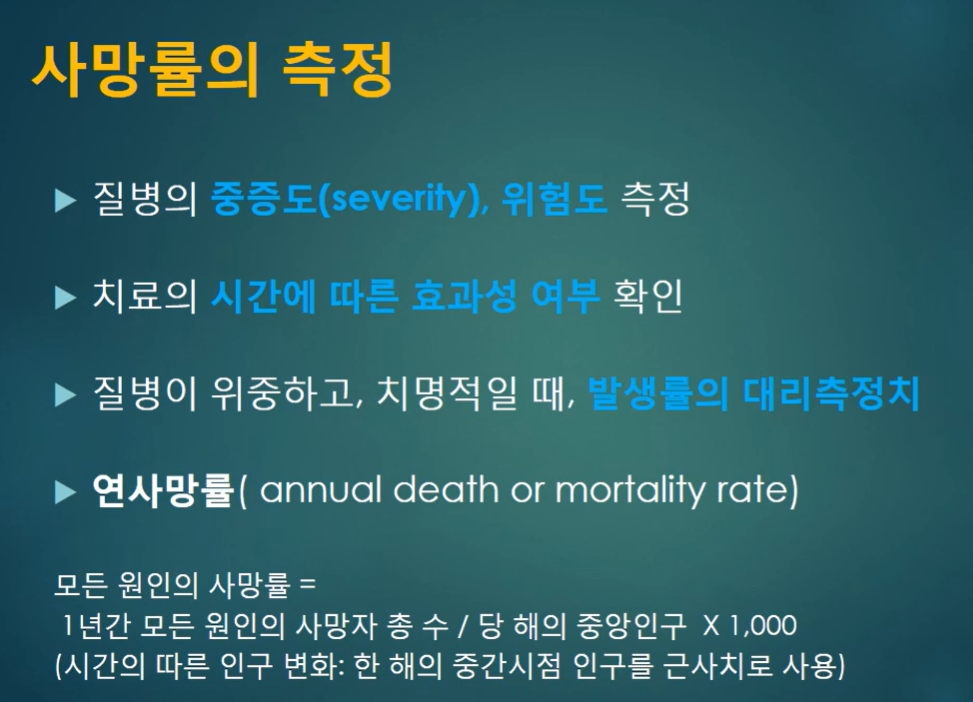 사망률의 측정
▶ 질병의 중증도(severity), 위험도 측정
▶ 치료의 시간에 따른 효과성 여부 확인
▶ 질병이 위중하고, 치명적일 때, 발생률의 대리측정치
▶ 연사망률( annual death or mortality rate)
모든 원인의 사망률 =
1년간 모든 원인의 사망자 총 수 / 당 해의 중앙인구 X 1,000
(시간의 따른 인구 변화: 한 해의 중간시점 인구를 근사치로 사용)